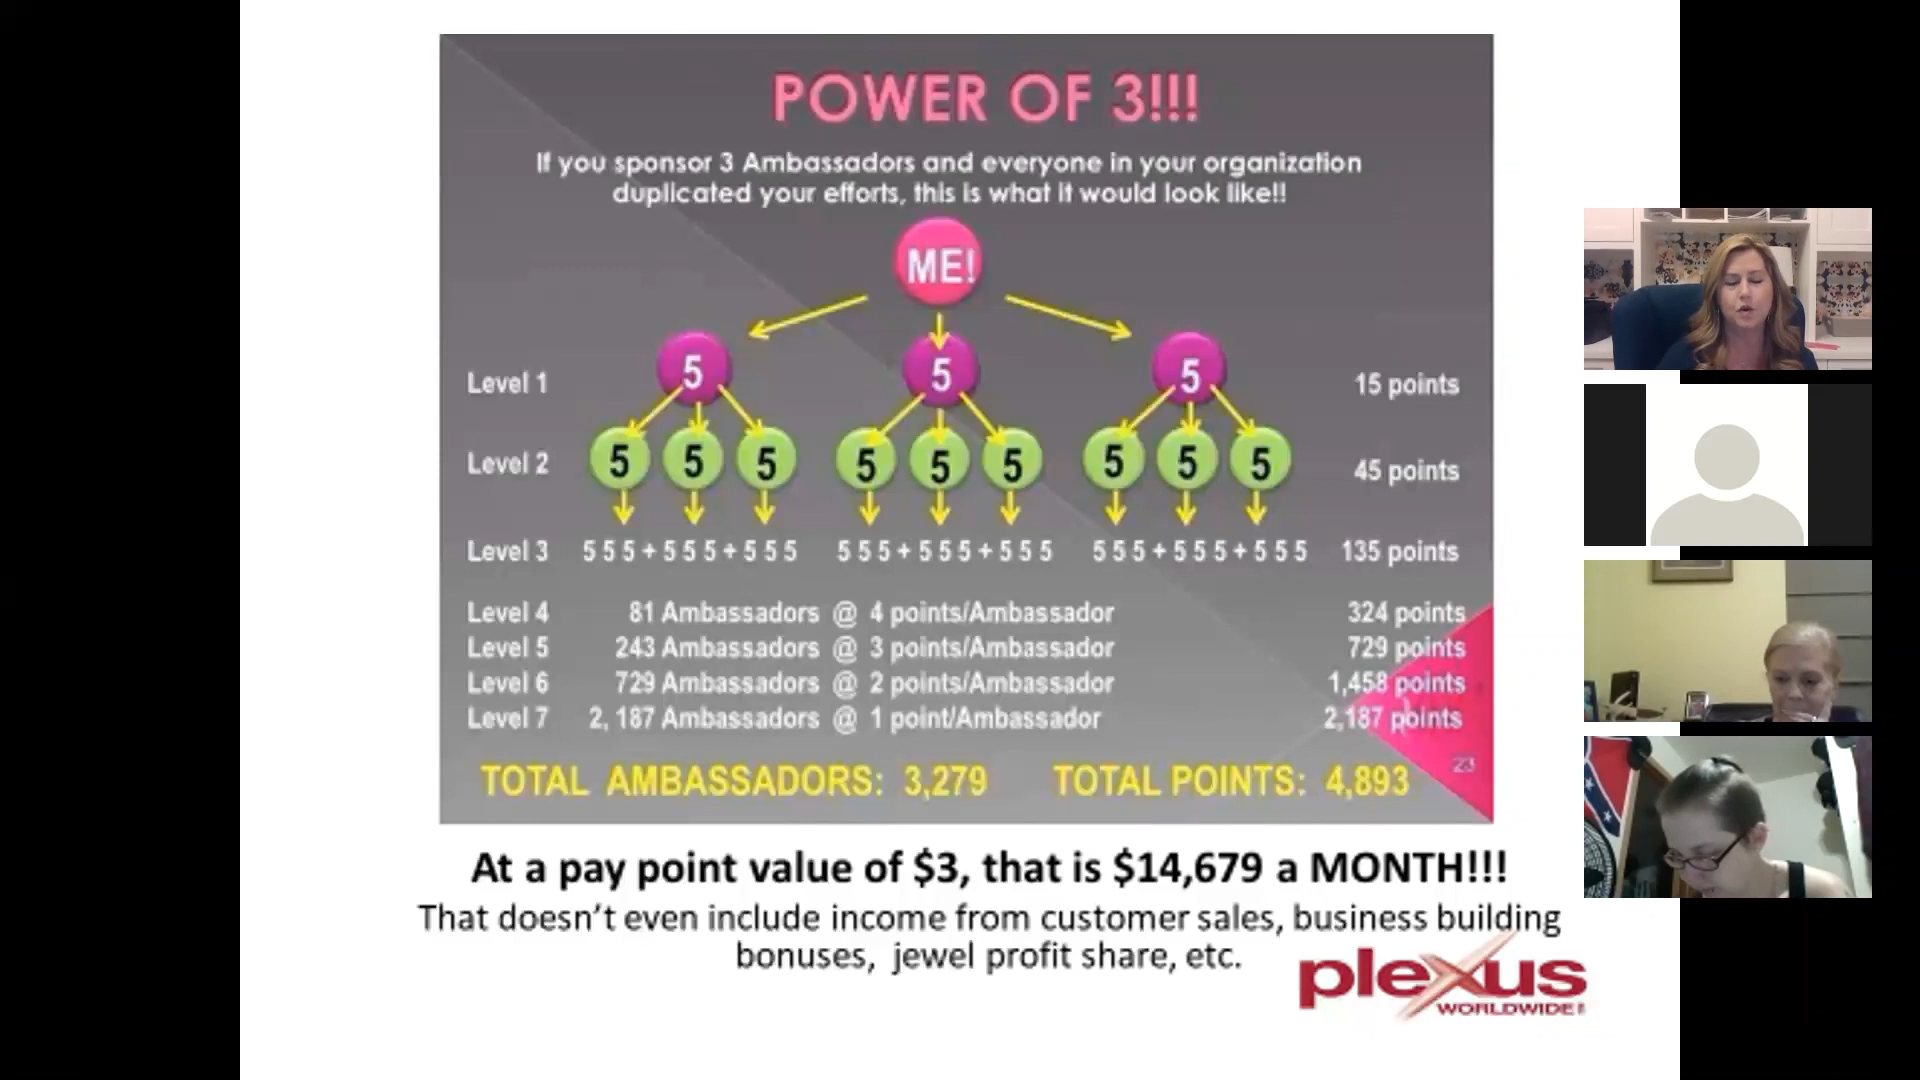 POWER OF 3!!!
If you sponsor 3 Ambassadors and everyone in your organization
duplicated your efforts, this is what it would look like!!
ME!
Level 1 5 5 5 15 points
Level 2 5 5 5 5 5 5 5 5 5 45 points
Level 3 5 5 5 + 5 5 5 + 5 5 5 5 5 5 + 5 5 5 + 5 5 5 5 5 5 + 5 5 5 + 5 5 5 135 points
Level 4 81 Ambassadors @ 4 points/Ambassador 324 points
Level 5 243 Ambassadors @ 3 points/Ambassador 729 points
Level 6 729 Ambassadors @ 2 points/Ambassador 1,458 points
Level 7 2, 187 Ambassadors @ 1 point/Ambassador 2,187 points
23
TOTAL AMBASSADORS: 3,279 TOTAL POINTS: 4,893
At a pay point value of $3, that is $14,679 a MONTH!!!
That doesn't even include income from customer sales, business building
bonuses, jewel profit share, etc.
plexus
WORLDWIDE